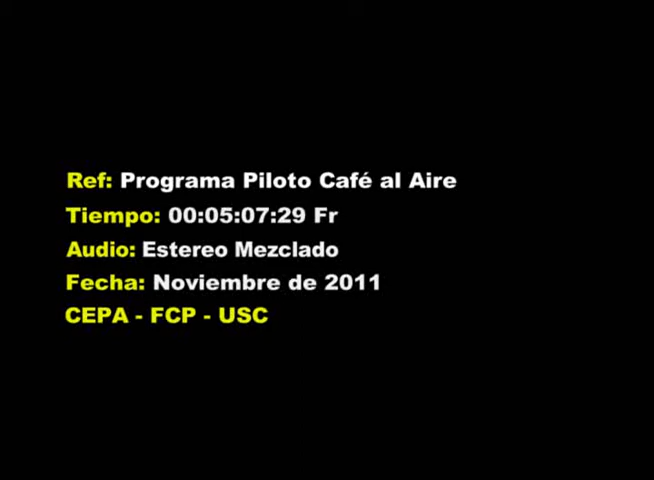 Ref: Programa Piloto Café al Aire
Tiempo: 00:05:07:29 Fr
Audio: Estereo Mezclado
Fecha: Noviembre de 2011
CEPA - FCP - USC